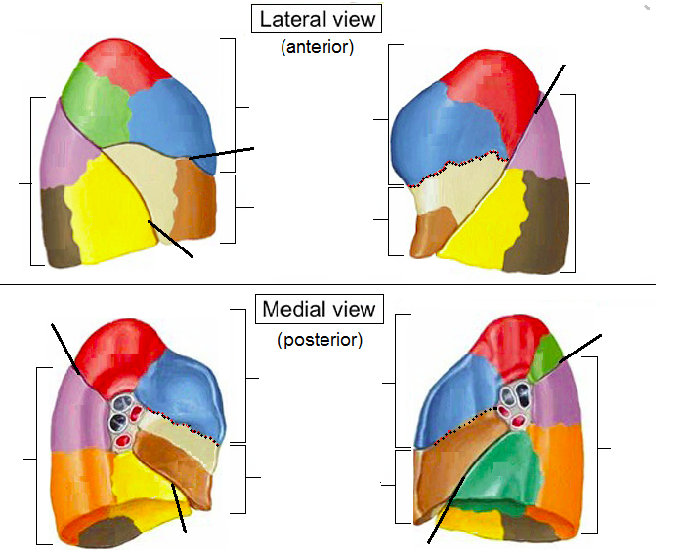 Lateral view
(anterior)
Medial view
(posterior)